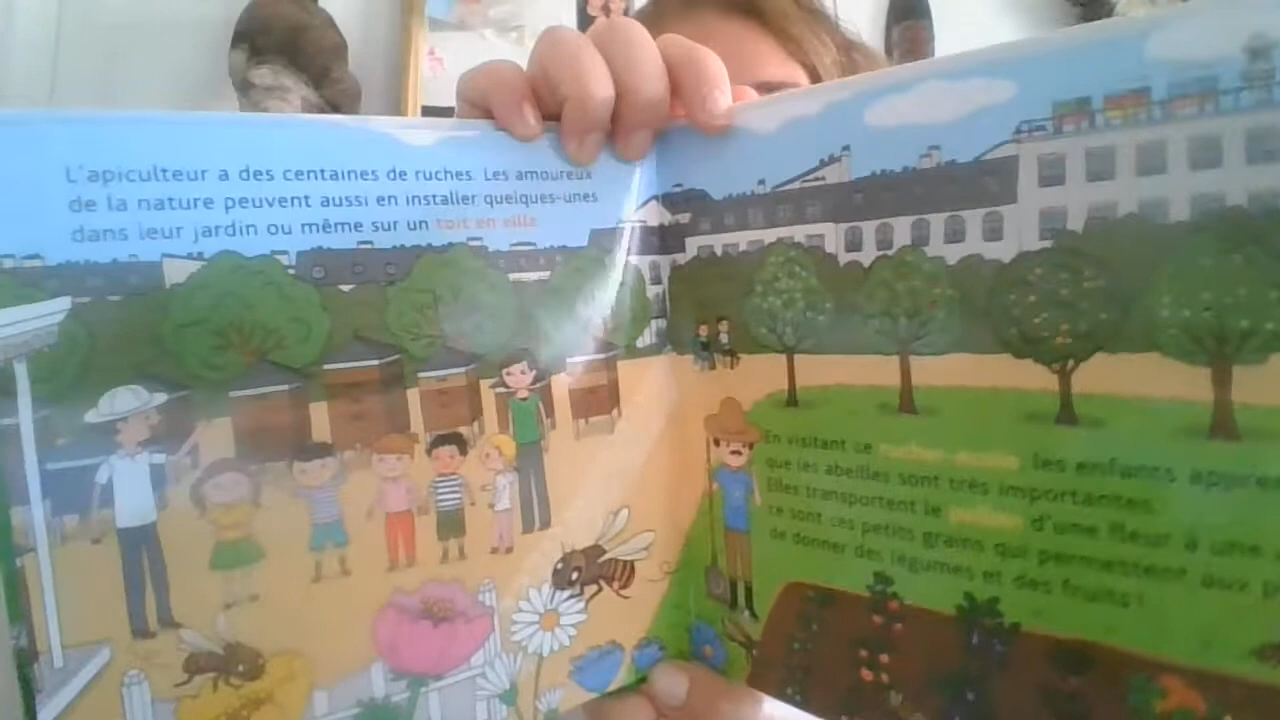 L'apiculteur a des centaines de ruches. Les amoureux
de la nature peuvent aussi en installer quelques-unes
dans leur jardin ou même sur un toit en ville
En visitant ce les enfants
que les abeilles sont très importantes.
Elles transportent le d'une fleur à une
ce sont ces petits grains qui permettent aux
de donner des légumes et des fruits !